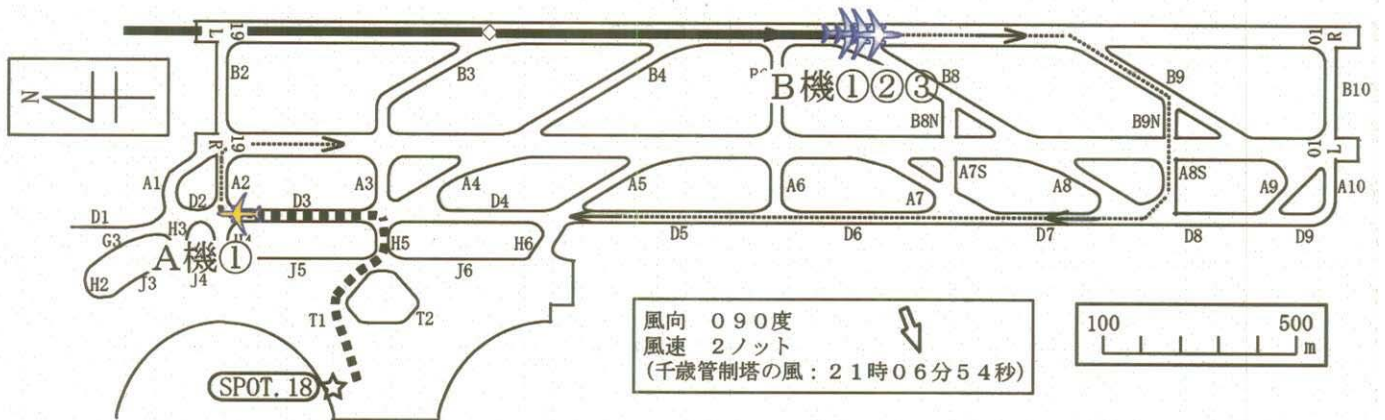 19
L
B2
B3
B4
B8
B9
01
R
B10
B機①②③
B8N
B9N
N
19
R
01
L
A1
D2
A2
D3
A3
A4
D4
A5
A6
A7
A7S
A8
A8S
A9
A10
D1
G3
H3
H5
H6
D5
D6
D7
D8
D9
A機①
H2
J3
J4
J5
J6
T1
T2
SPOT. 18
風向 090度
風速 2ノット
(千歳管制塔の風:21時06分54秒)
100 500
m